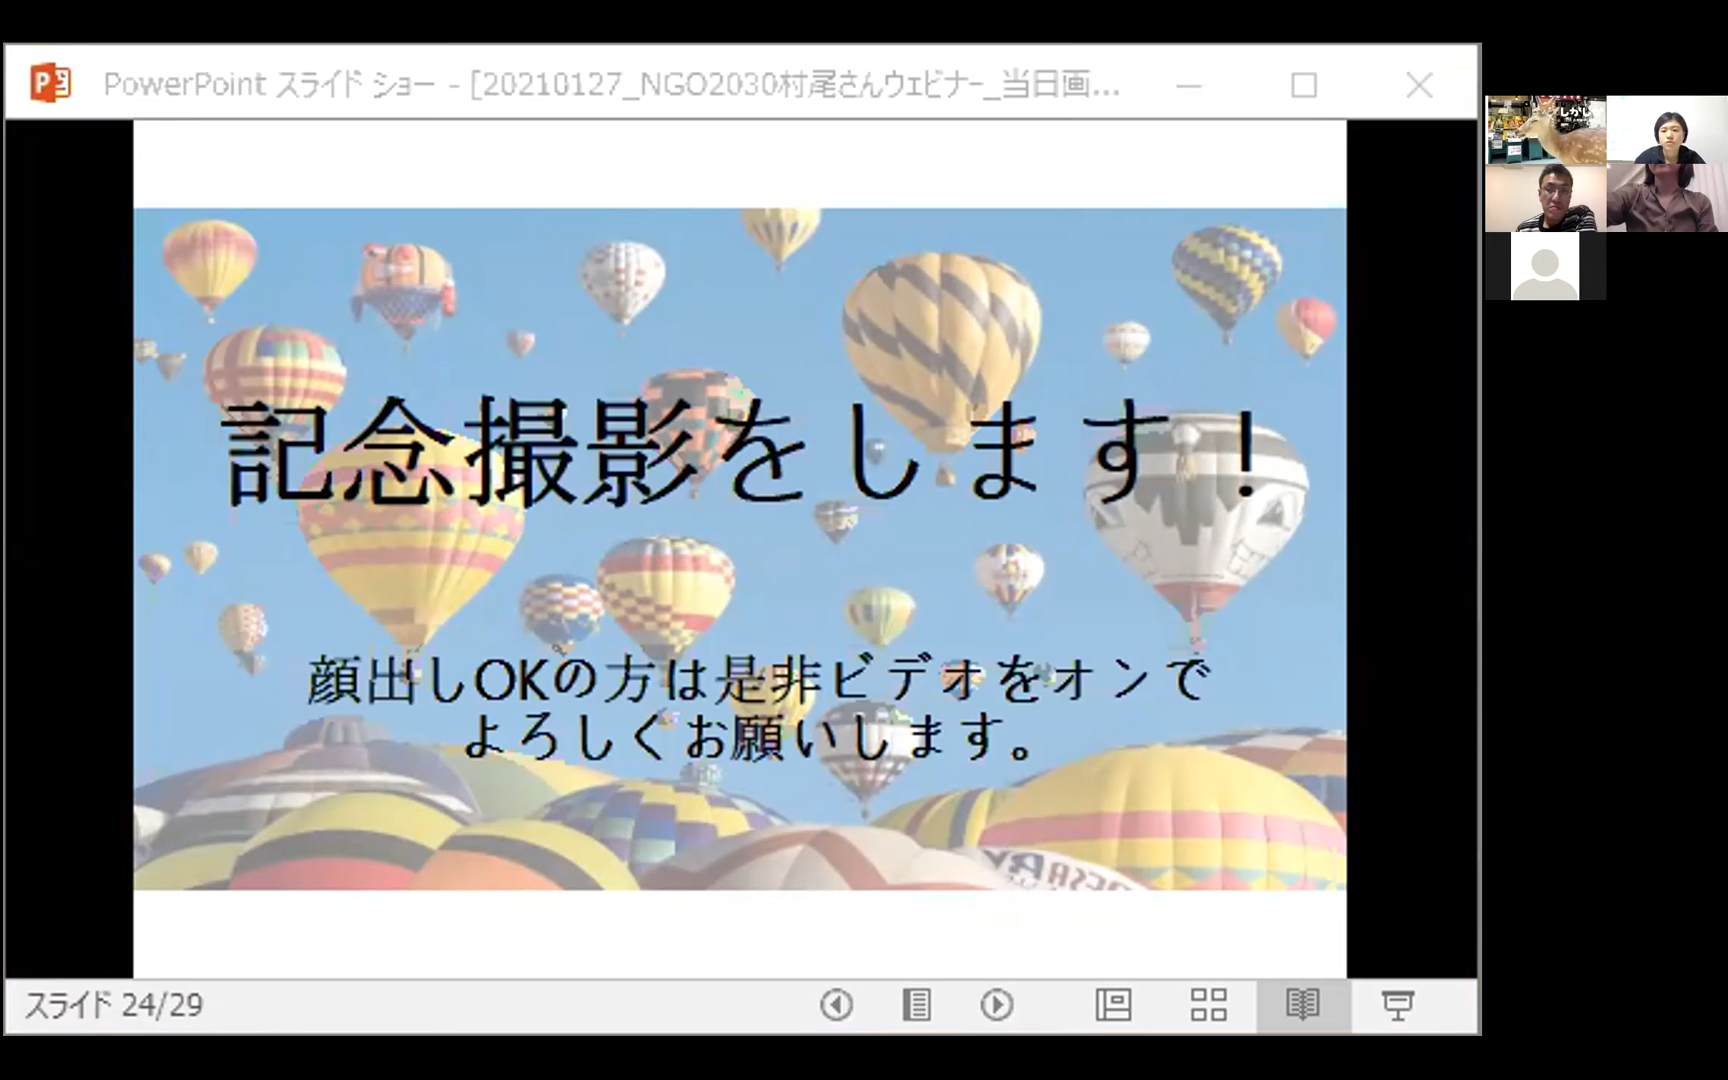 PowerPoint スライド ショー - [20210127_NGO2030村尾さんウェビナー_当日画...
しかし
記念撮影をします！
顔出しOKの方は是非ビデオをオンで
よろしくお願いします。
スライド 24/29